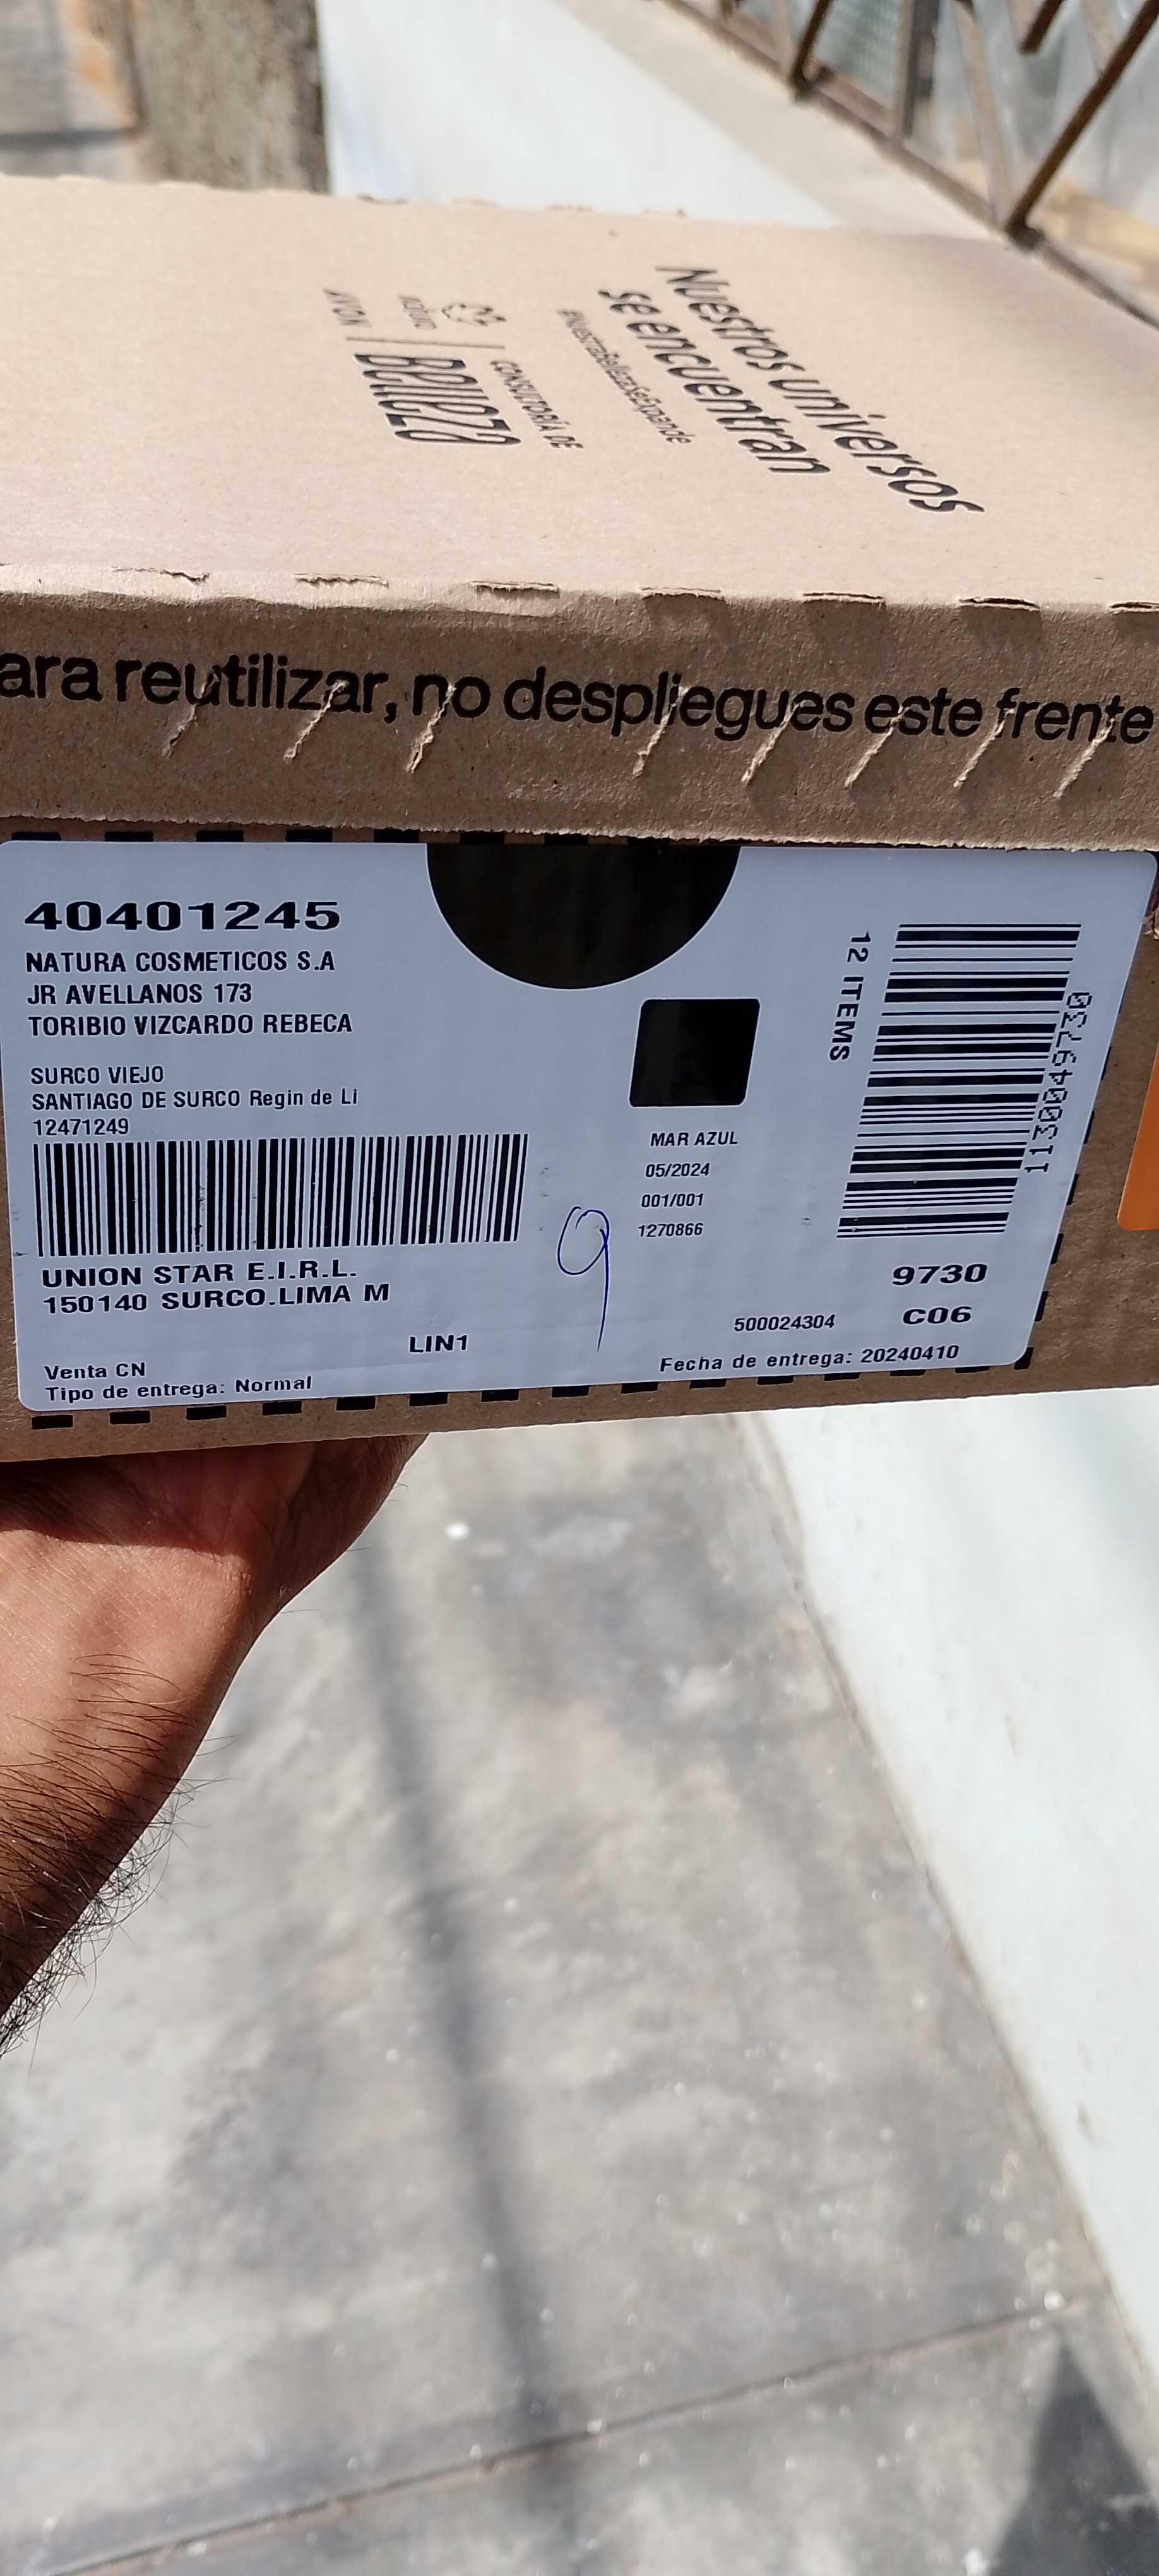 Nuestros universos
se encuentran
#NuestraBellezaSeExpande
CONSULTORÍA DE
Belleza
natura
AVON
ara reutilizar, no despliegues este frente
40401245
NATURA COSMETICOS S.A
JR AVELLANOS 173
TORIBIO VIZCARDO REBECA
SURCO VIEJO
SANTIAGO DE SURCO Regin de Li
12471249
UNION STAR E.I.R.L.
150140 SURCO.LIMA M
LIN1
Venta CN
Tipo de entrega: Normal
MAR AZUL
05/2024
001/001
1270866
9
12 ITEMS
1130049730
9730
C06
500024304
Fecha de entrega: 20240410